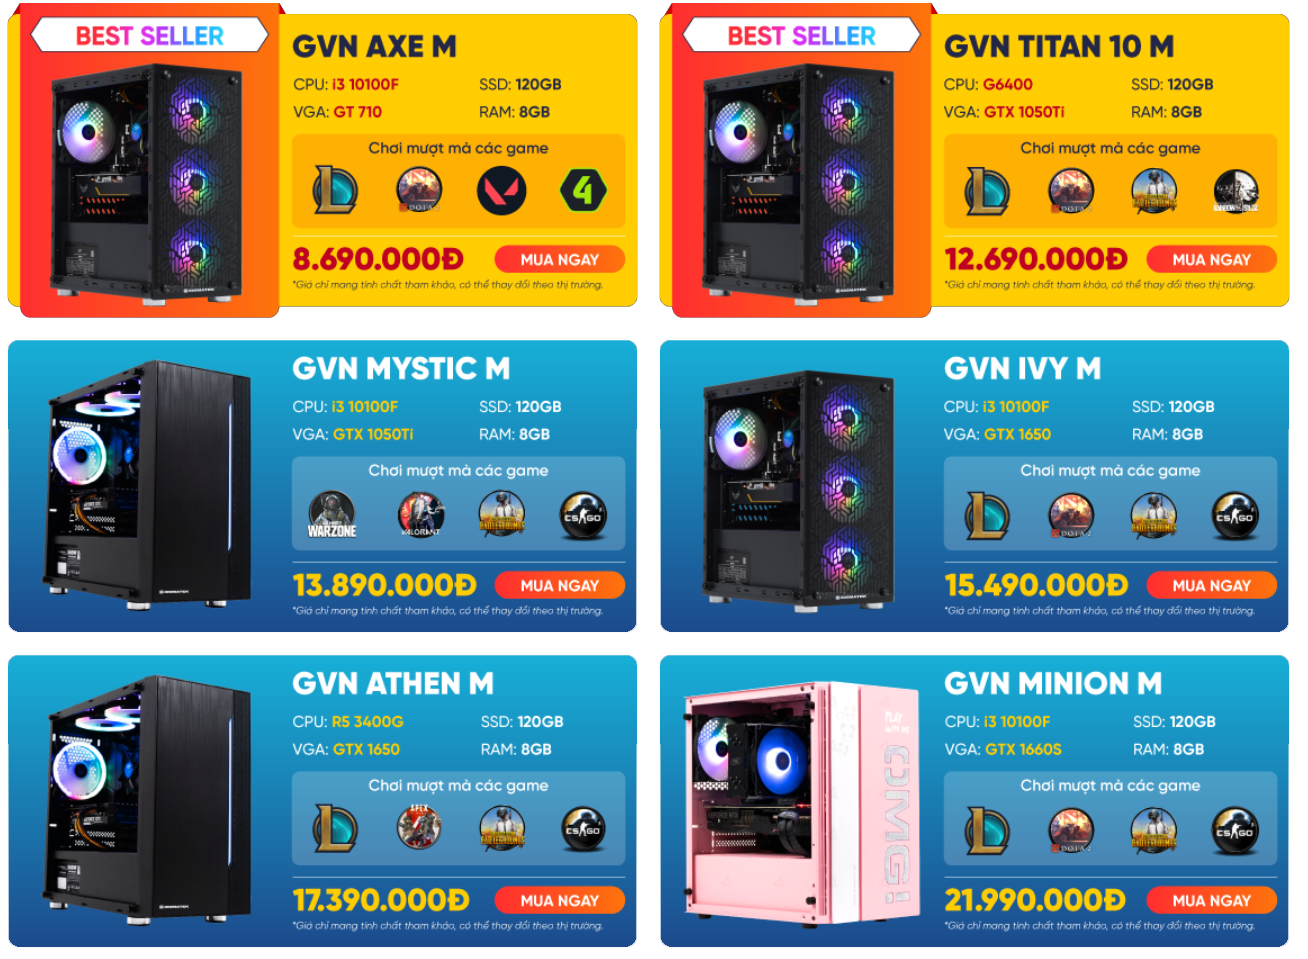 BEST SELLER
GVN AXE M
CPU: i3 10100F
SSD: 120GB
VGA: GT 710
RAM: 8GB
Chơi mượt mà các game
DOTA 2
4
8.690.000Đ
MUA NGAY
*Giá chỉ mang tính chất tham khảo, có thể thay đổi theo thị trường.
BEST SELLER
GVN TITAN 10 M
CPU: G6400
SSD: 120GB
VGA: GTX 1050Ti
RAM: 8GB
Chơi mượt mà các game
DOTA 2
BATTLEGROUNDS
12.690.000Đ
MUA NGAY
*Giá chỉ mang tính chất tham khảo, có thể thay đổi theo thị trường.
GVN MYSTIC M
CPU: i3 10100F
SSD: 120GB
VGA: GTX 1050Ti
RAM: 8GB
Chơi mượt mà các game
WARZONE
VALORANT
BATTLEGROUNDS
CS GO
13.890.000Đ
MUA NGAY
*Giá chỉ mang tính chất tham khảo, có thể thay đổi theo thị trường.
GVN IVY M
CPU: i3 10100F
SSD: 120GB
VGA: GTX 1650
RAM: 8GB
Chơi mượt mà các game
DOTA 2
BATTLEGROUNDS
CS GO
15.490.000Đ
MUA NGAY
*Giá chỉ mang tính chất tham khảo, có thể thay đổi theo thị trường.
GVN ATHEN M
CPU: R5 3400G
SSD: 120GB
VGA: GTX 1650
RAM: 8GB
Chơi mượt mà các game
APEX
BATTLEGROUNDS
CS GO
17.390.000Đ
MUA NGAY
*Giá chỉ mang tính chất tham khảo, có thể thay đổi theo thị trường.
GVN MINION M
CPU: i3 10100F
SSD: 120GB
VGA: GTX 1660S
RAM: 8GB
Chơi mượt mà các game
PLAY
OMG!
DOTA 2
BATTLEGROUNDS
CS GO
21.990.000Đ
MUA NGAY
*Giá chỉ mang tính chất tham khảo, có thể thay đổi theo thị trường.